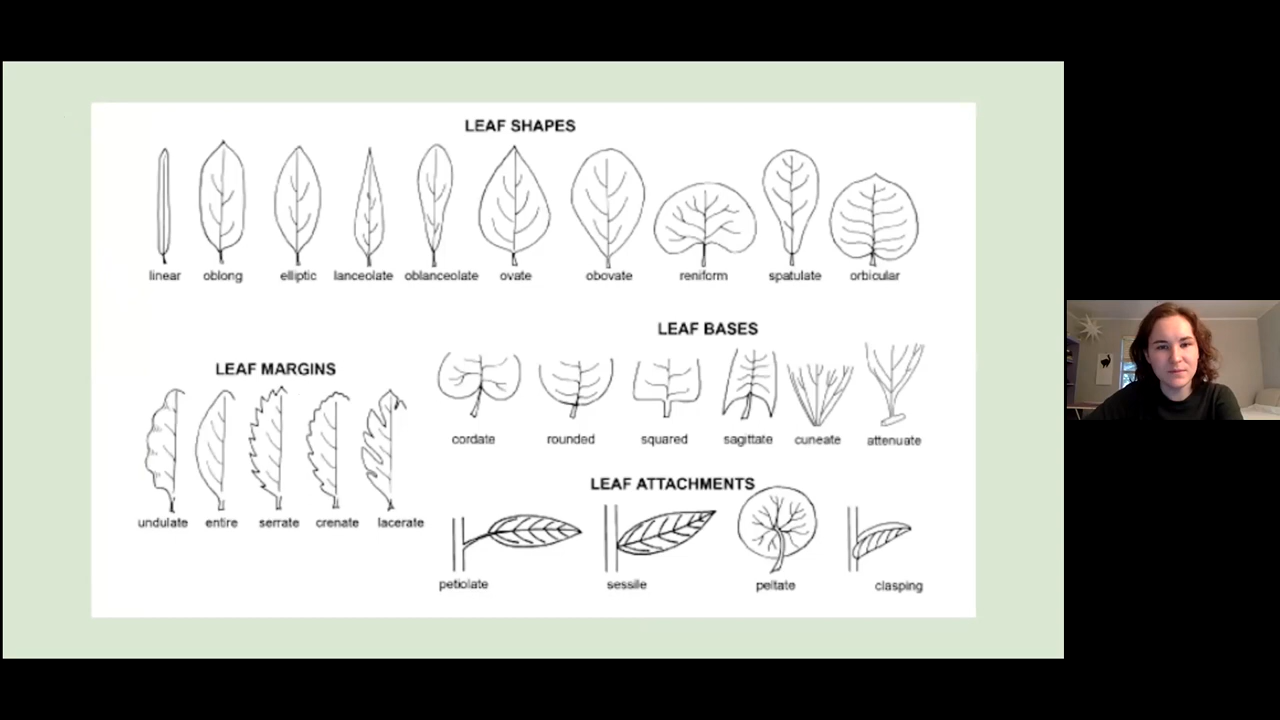 LEAF SHAPES
linear oblong elliptic lanceolate oblanceolate ovate obovate reniform spatulate orbicular
LEAF BASES
cordate rounded squared sagittate cuneate attenuate
LEAF MARGINS
undulate entire serrate crenate lacerate
LEAF ATTACHMENTS
petiolate sessile peltate clasping